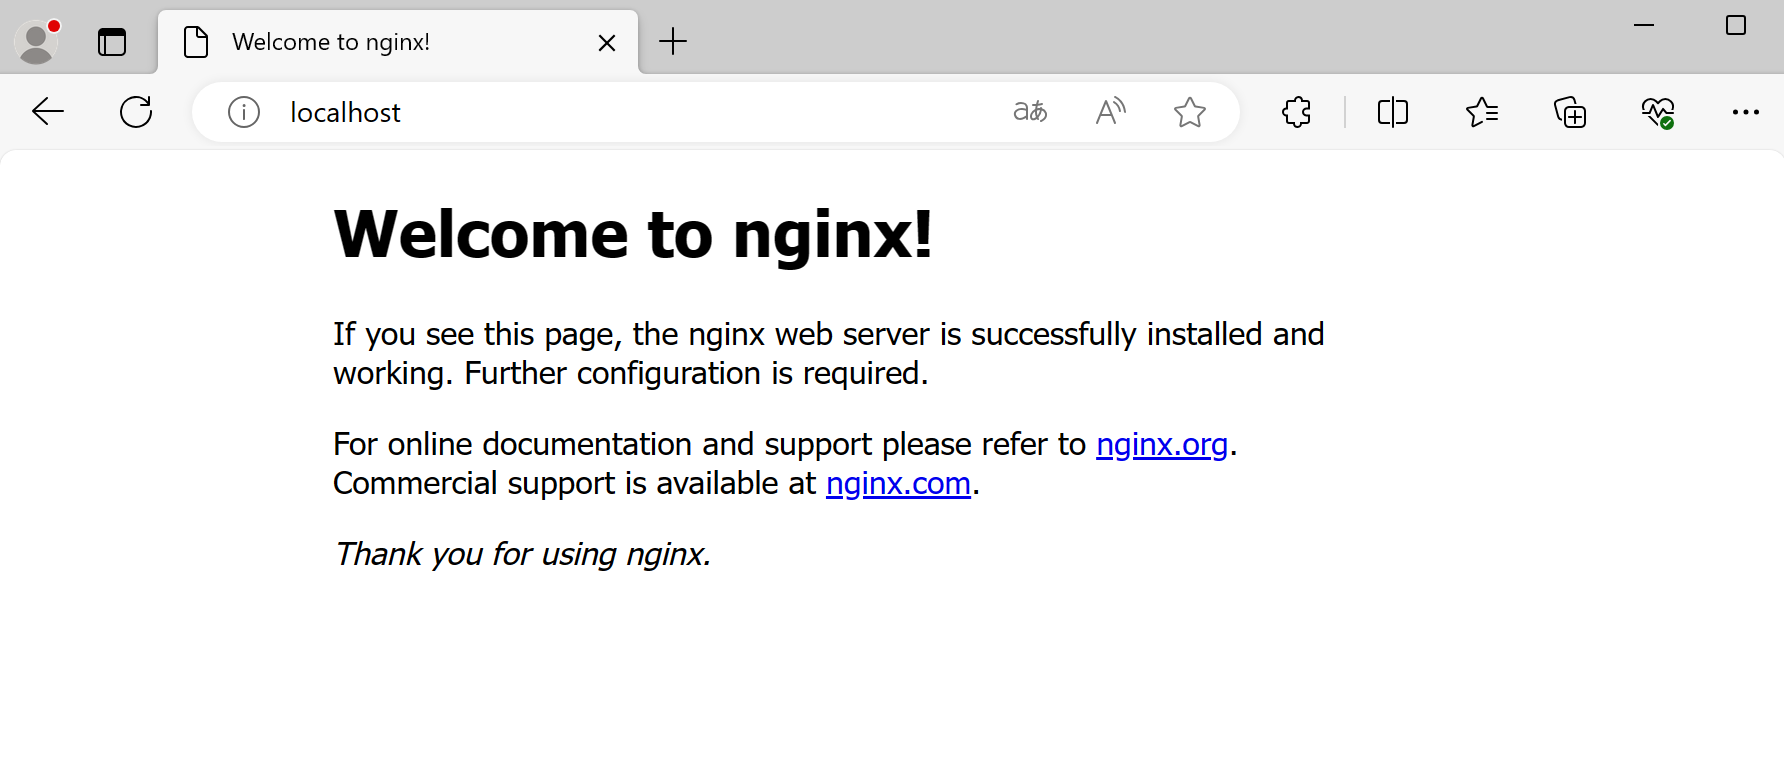 Welcome to nginx!
localhost
aあ
A
Welcome to nginx!
If you see this page, the nginx web server is successfully installed and
working. Further configuration is required.
For online documentation and support please refer to nginx.org.
Commercial support is available at nginx.com.
Thank you for using nginx.